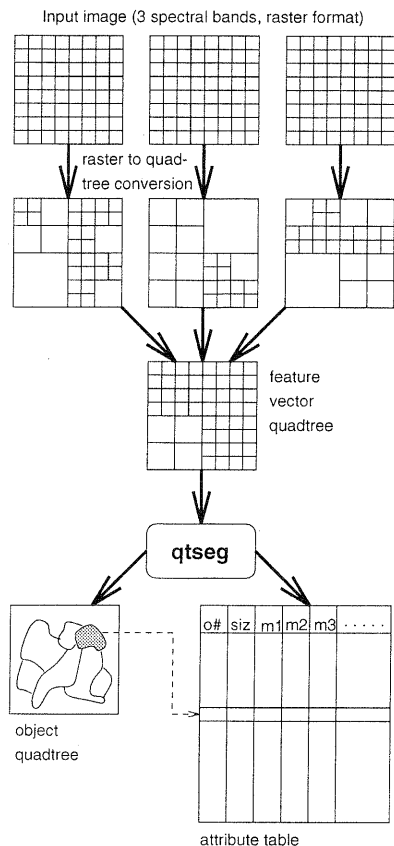 Input image (3 spectral bands, raster format)
raster to quad-
tree conversion
feature
vector
quadtree
qtseg
o# siz m1 m2 m3 . . . . .
object
quadtree
attribute table